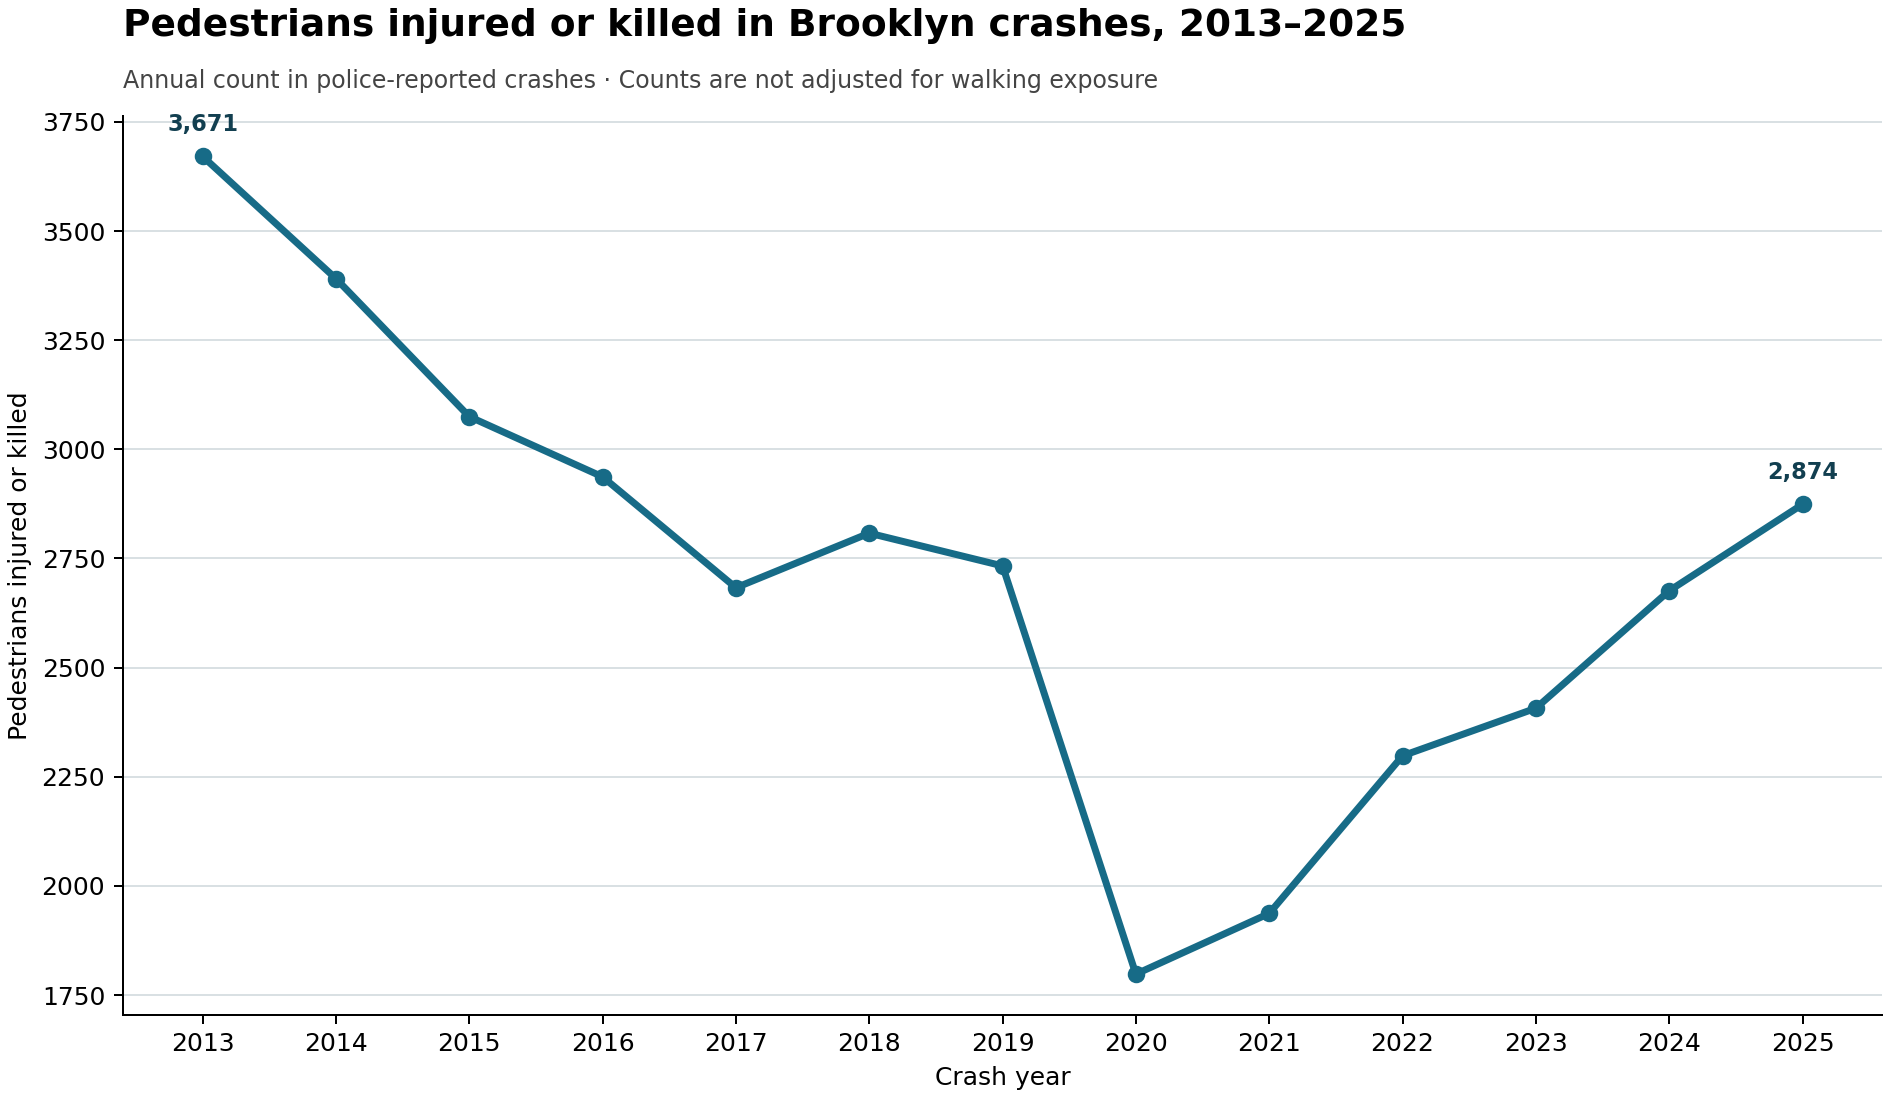 Pedestrians injured or killed in Brooklyn crashes, 2013–2025
Annual count in police-reported crashes · Counts are not adjusted for walking exposure
Pedestrians injured or killed
3750
3500
3250
3000
2750
2500
2250
2000
1750
3,671
2,874
2013 2014 2015 2016 2017 2018 2019 2020 2021 2022 2023 2024 2025
Crash year